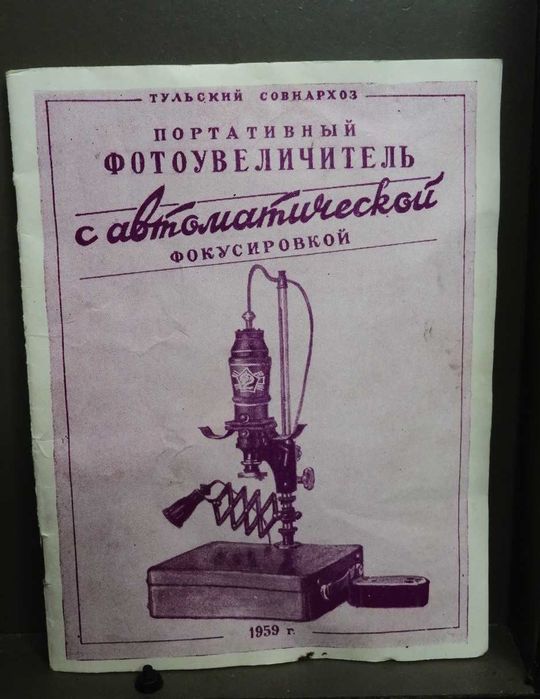 ТУЛЬСКИЙ СОВНАРХОЗ
ПОРТАТИВНЫЙ
ФОТОУВЕЛИЧИТЕЛЬ
с автоматической
ФОКУСИРОВКОЙ
1959 г.